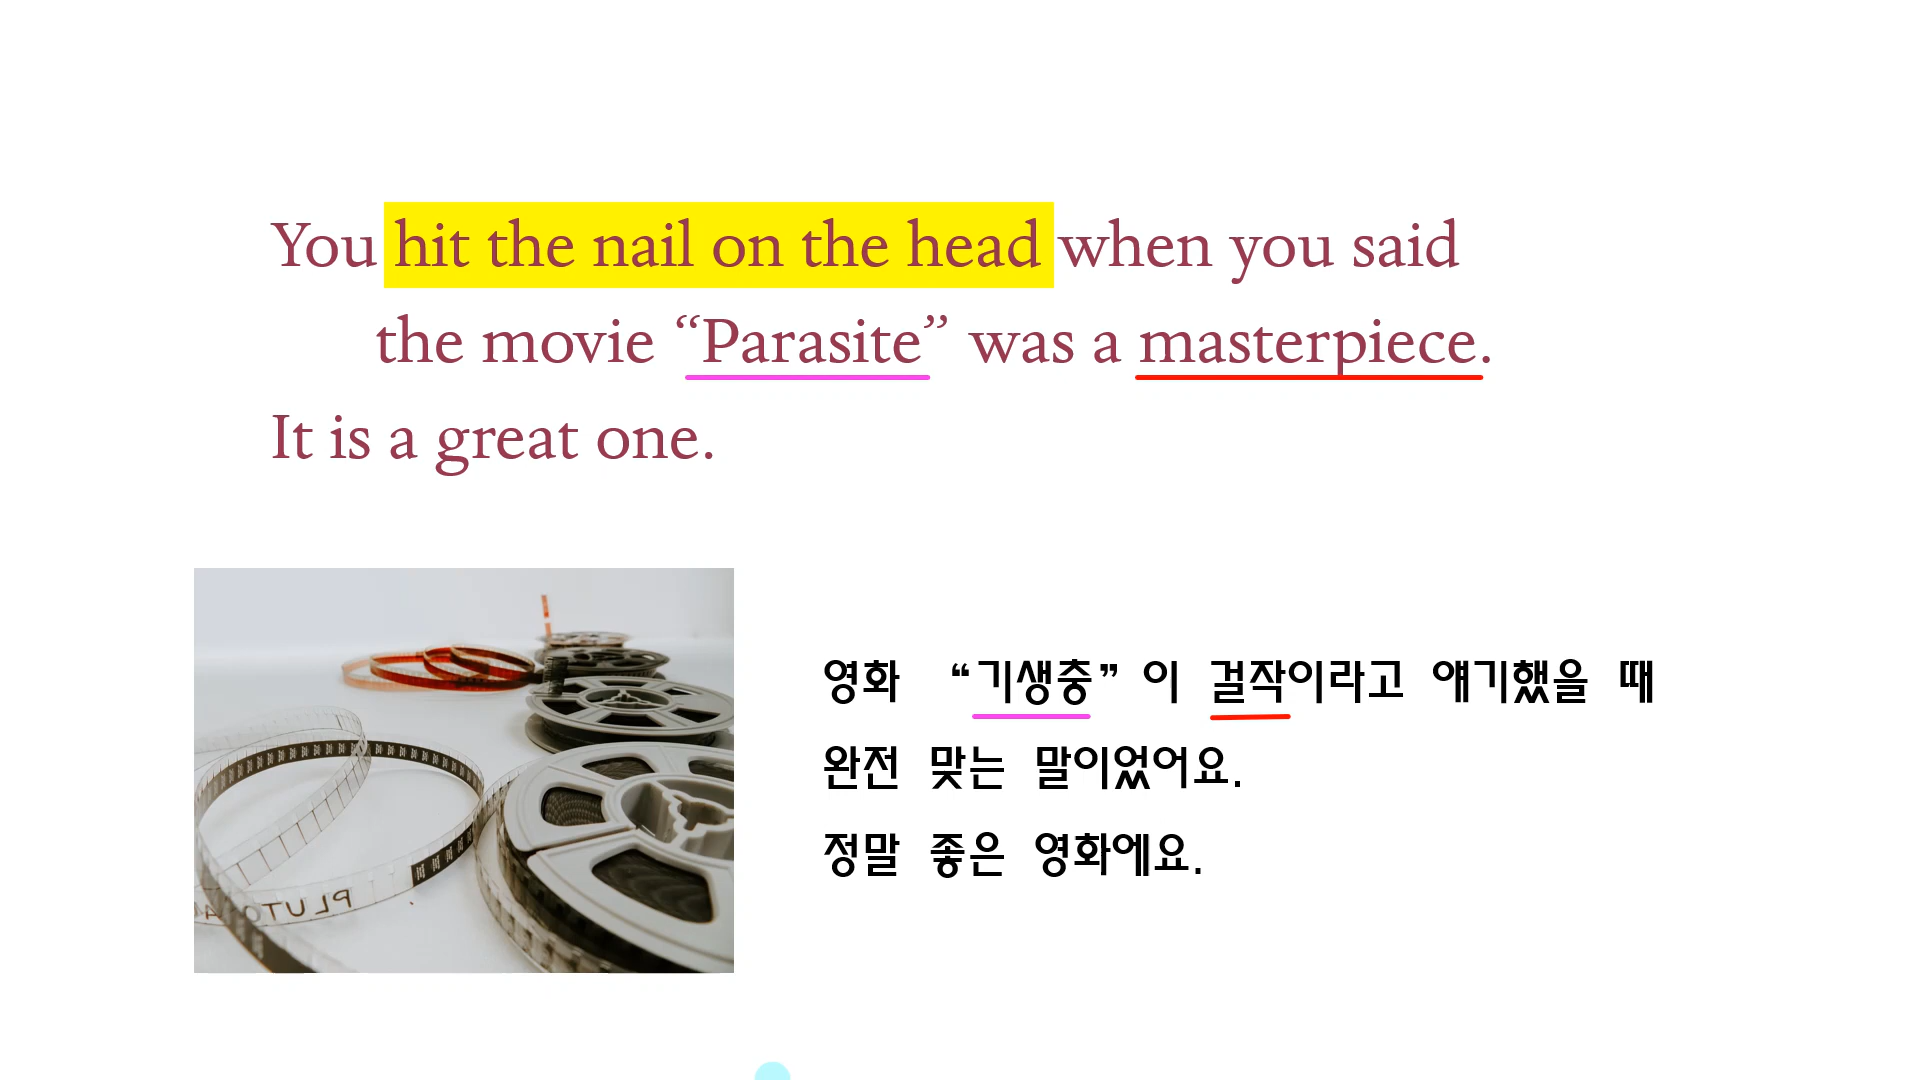 You hit the nail on the head when you said
the movie “Parasite” was a masterpiece.
It is a great one.
PLUTO
영화 “기생충” 이 걸작이라고 얘기했을 때
완전 맞는 말이었어요.
정말 좋은 영화예요.